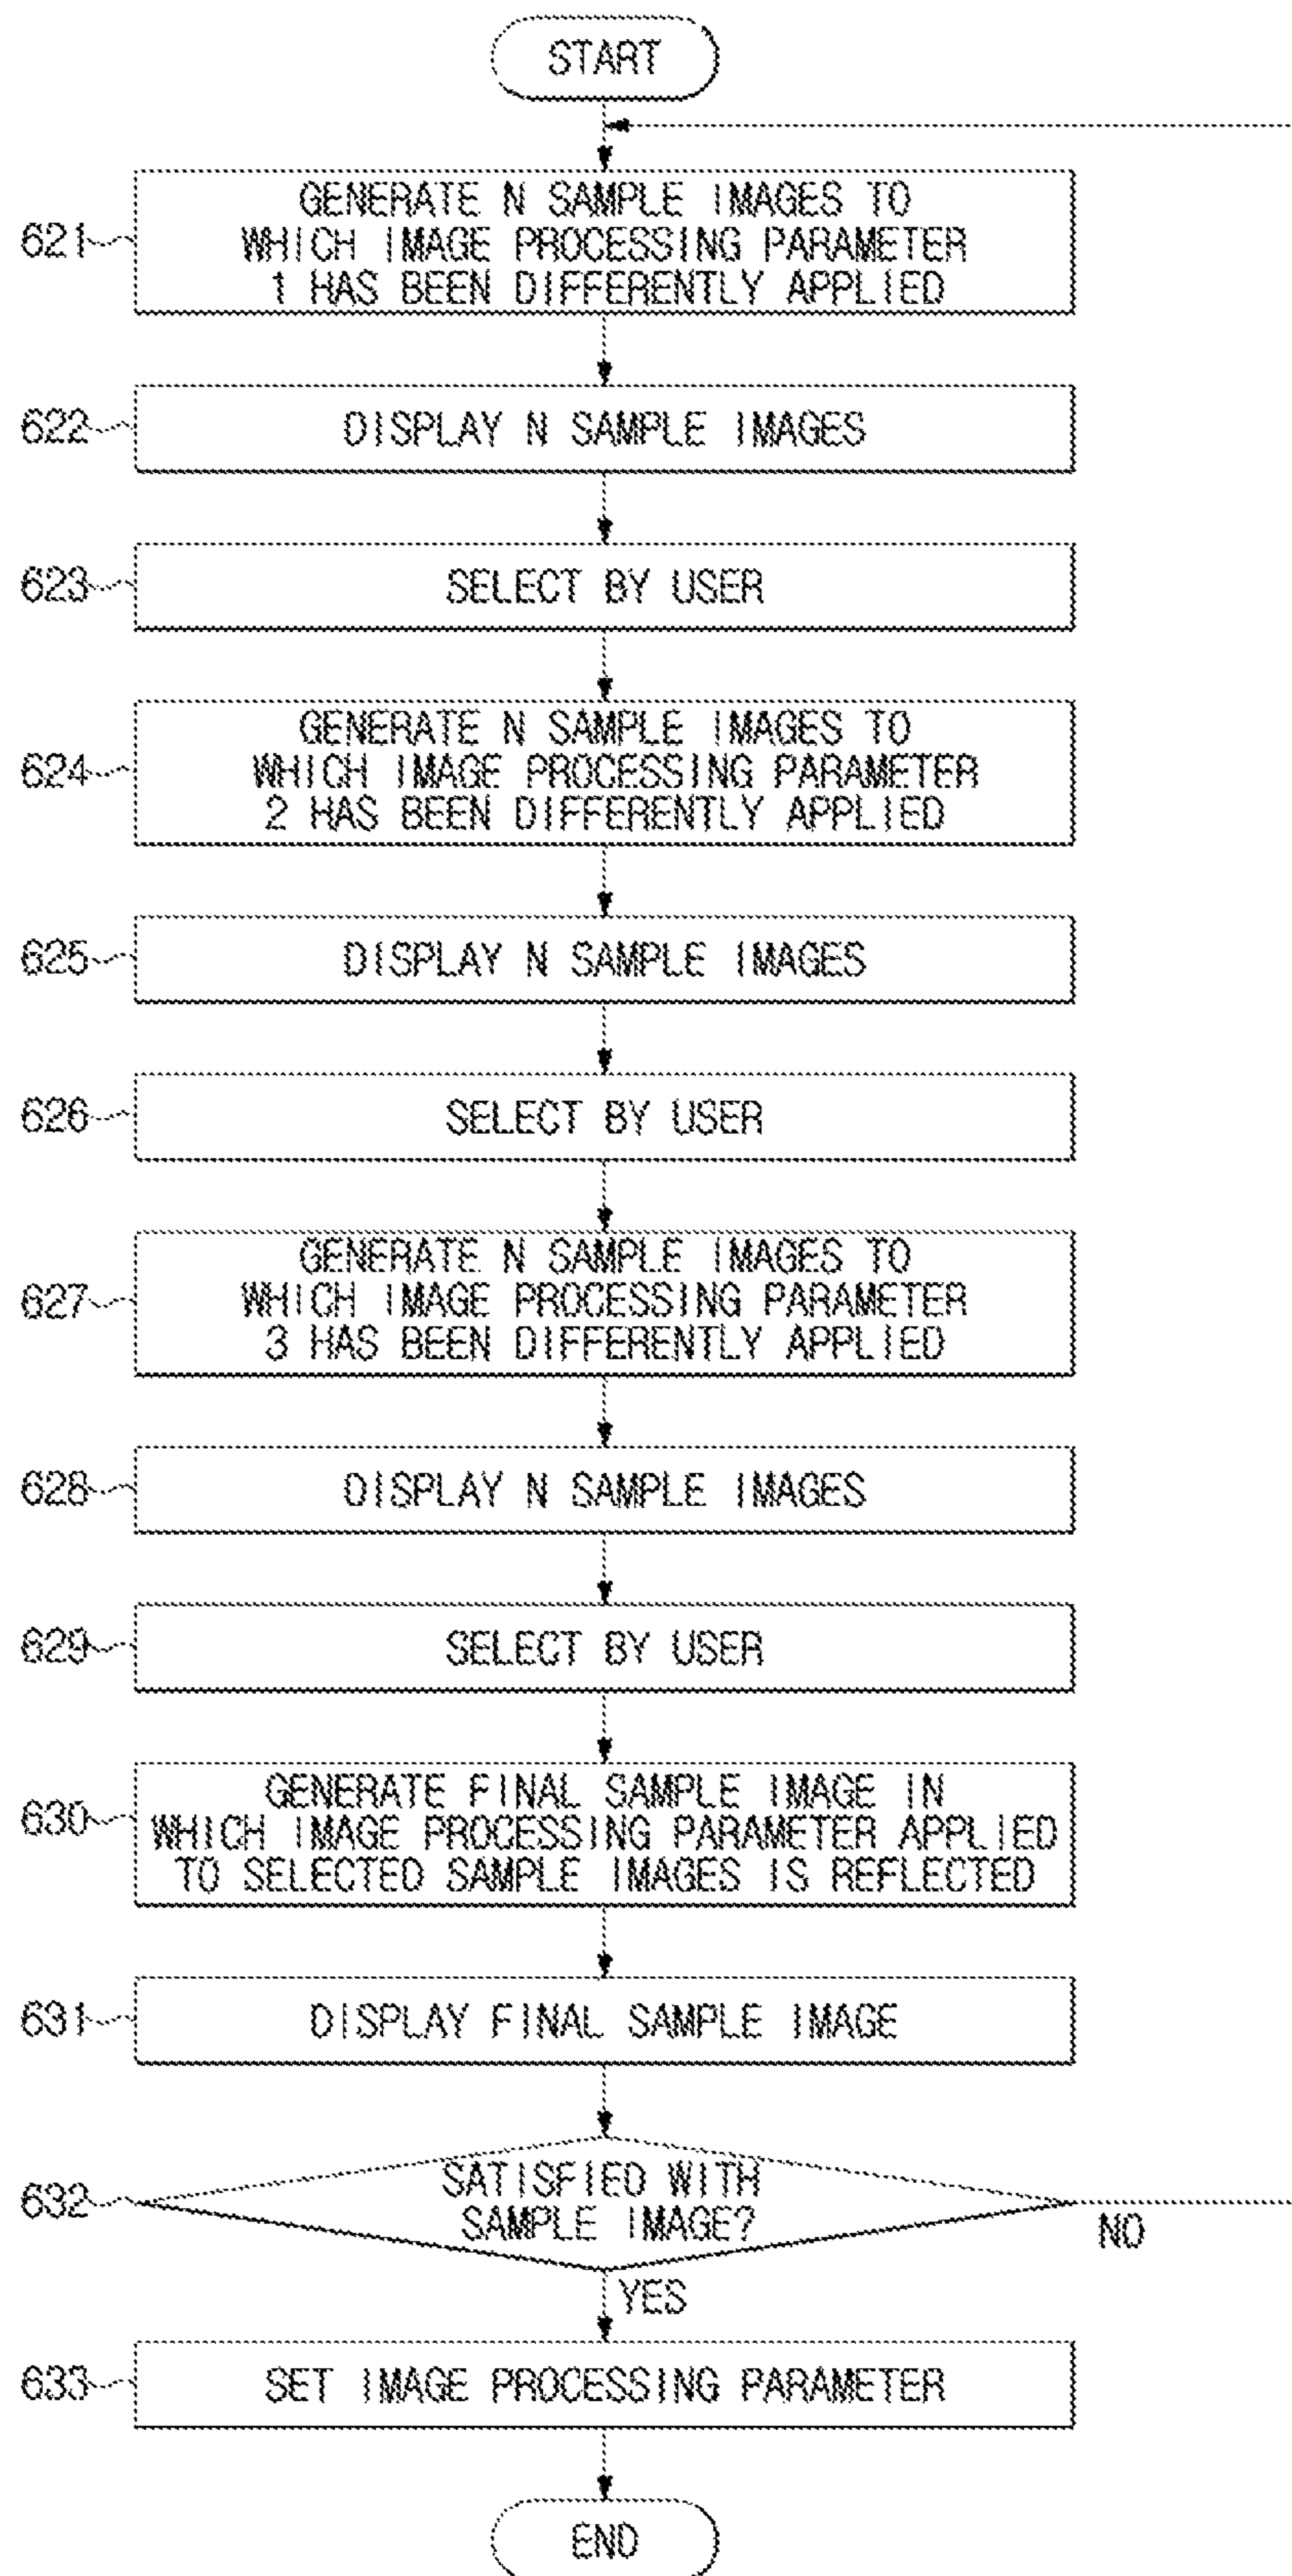 START
621
GENERATE N SAMPLE IMAGES TO
WHICH IMAGE PROCESSING PARAMETER
1 HAS BEEN DIFFERENTLY APPLIED
622
DISPLAY N SAMPLE IMAGES
623
SELECT BY USER
624
GENERATE N SAMPLE IMAGES TO
WHICH IMAGE PROCESSING PARAMETER
2 HAS BEEN DIFFERENTLY APPLIED
625
DISPLAY N SAMPLE IMAGES
626
SELECT BY USER
627
GENERATE N SAMPLE IMAGES TO
WHICH IMAGE PROCESSING PARAMETER
3 HAS BEEN DIFFERENTLY APPLIED
628
DISPLAY N SAMPLE IMAGES
629
SELECT BY USER
630
GENERATE FINAL SAMPLE IMAGE IN
WHICH IMAGE PROCESSING PARAMETER APPLIED
TO SELECTED SAMPLE IMAGES IS REFLECTED
631
DISPLAY FINAL SAMPLE IMAGE
632
SATISFIED WITH
SAMPLE IMAGE?
NO
YES
633
SET IMAGE PROCESSING PARAMETER
END